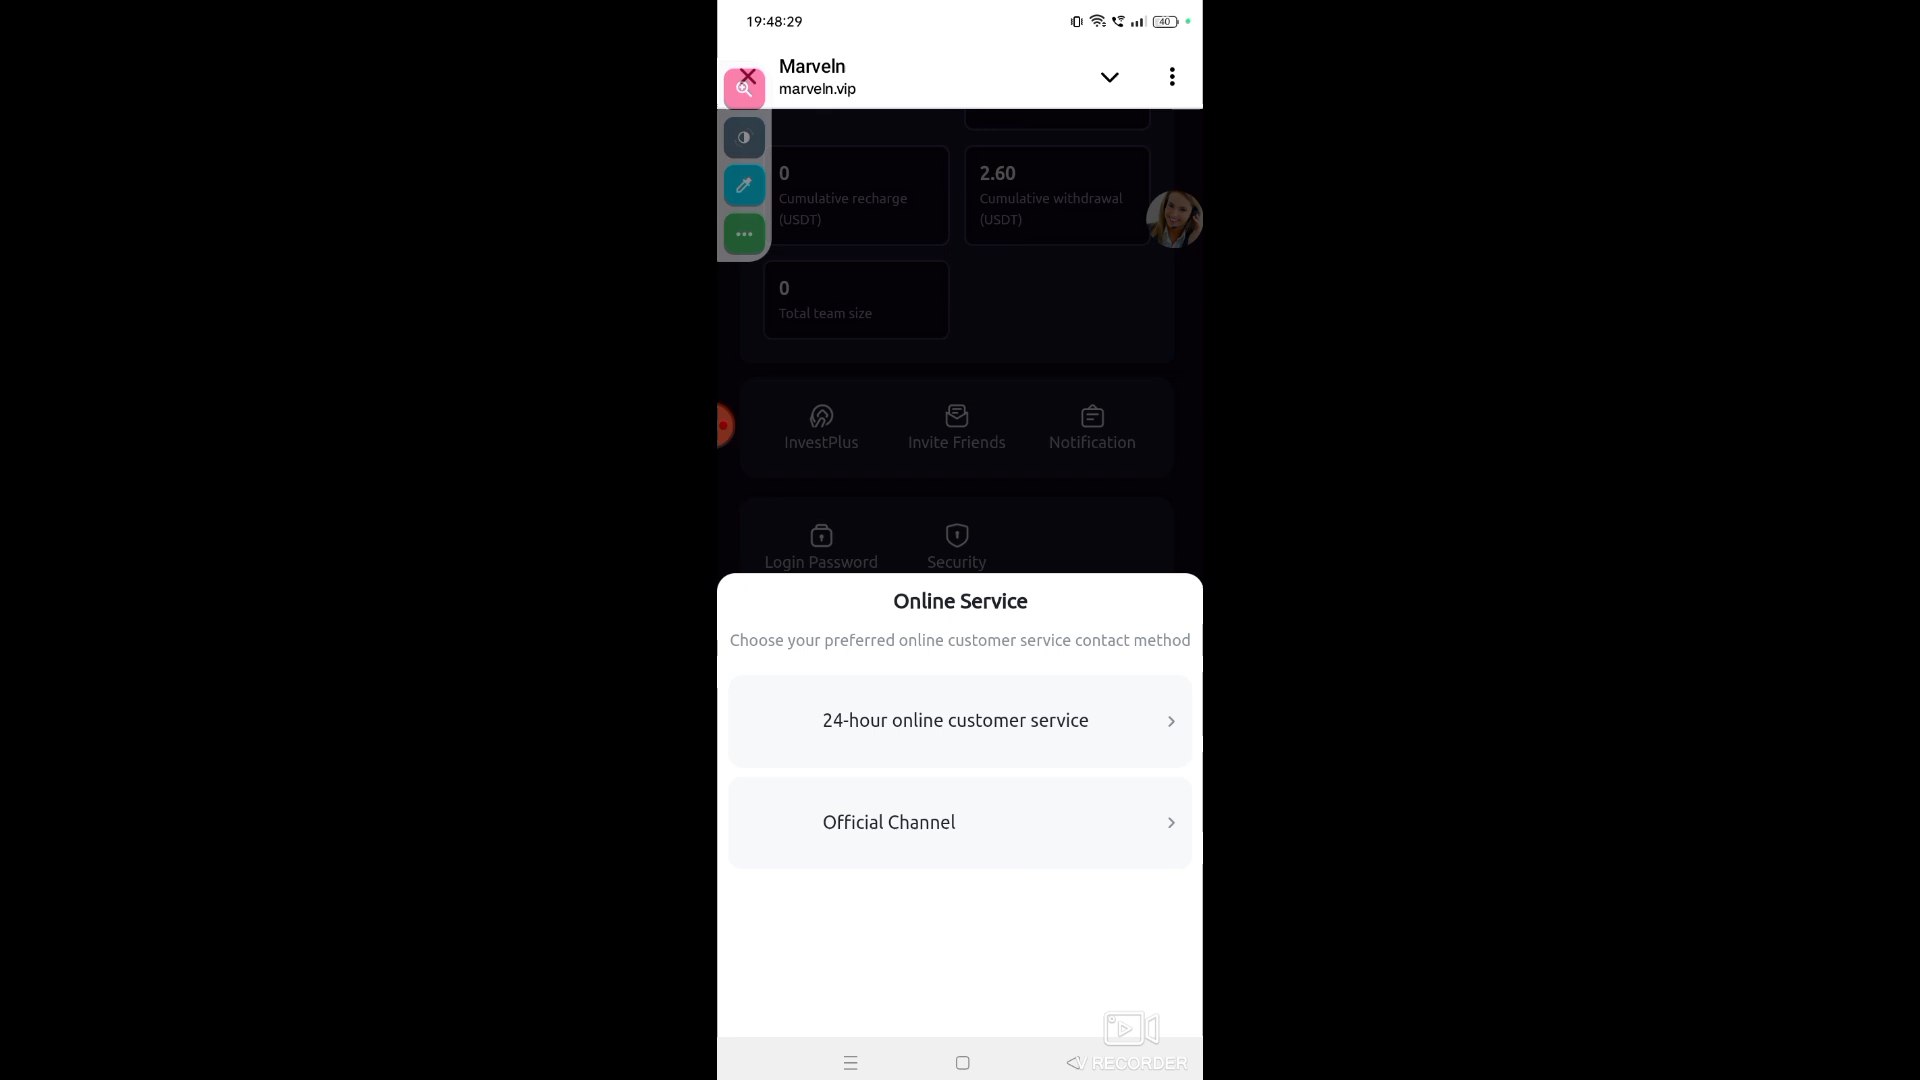 19:48:29
40
Marveln
marveln.vip
0
Cumulative recharge
(USDT)
2.60
Cumulative withdrawal
(USDT)
0
Total team size
InvestPlus
Invite Friends
Notification
Login Password
Security
Online Service
Choose your preferred online customer service contact method
24-hour online customer service
Official Channel
V RECORDER